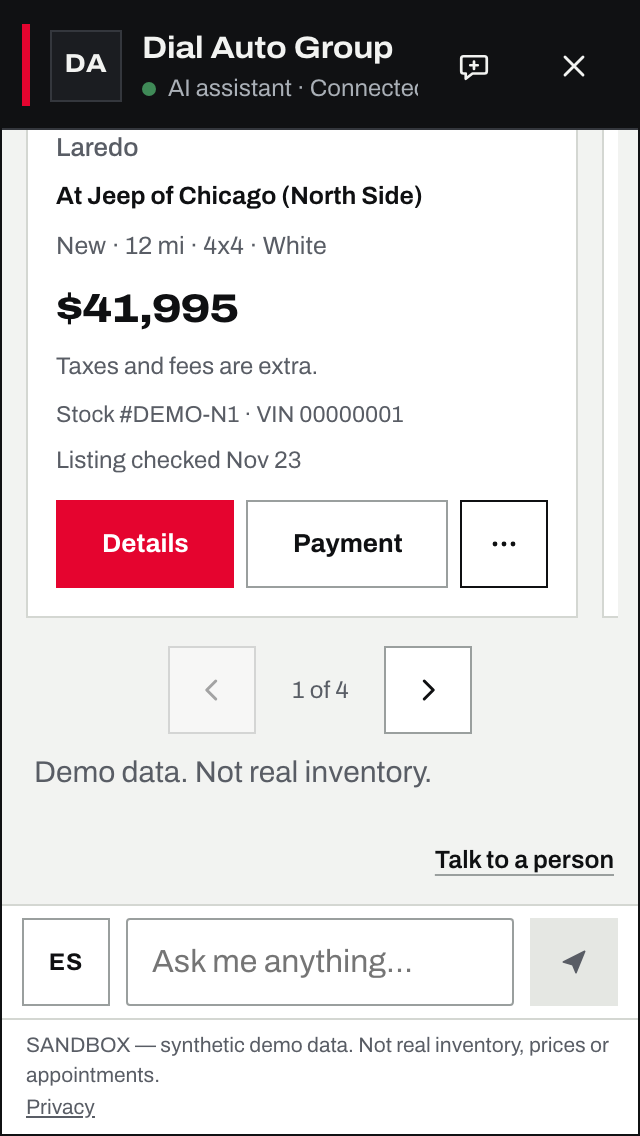 DA
Dial Auto Group
AI assistant · Connected
Laredo
At Jeep of Chicago (North Side)
New · 12 mi · 4x4 · White
$41,995
Taxes and fees are extra.
Stock #DEMO-N1 · VIN 00000001
Listing checked Nov 23
Details
Payment
...
1 of 4
Demo data. Not real inventory.
Talk to a person
ES
Ask me anything...
SANDBOX — synthetic demo data. Not real inventory, prices or
appointments.
Privacy